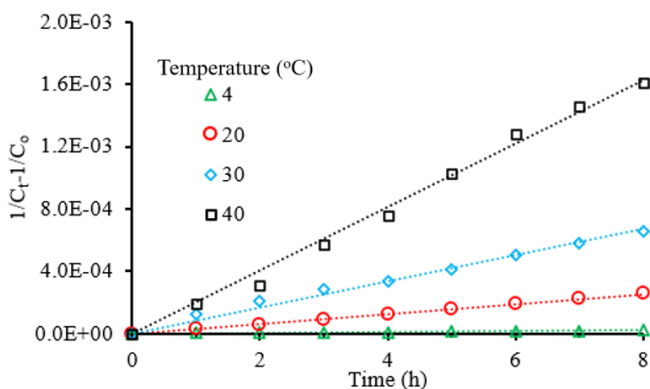 2.0E-03
1.6E-03
1.2E-03
8.0E-04
4.0E-04
0.0E+00
1/Ct-1/Co
Temperature (oC)
4
20
30
40
0
2
4
6
8
Time (h)